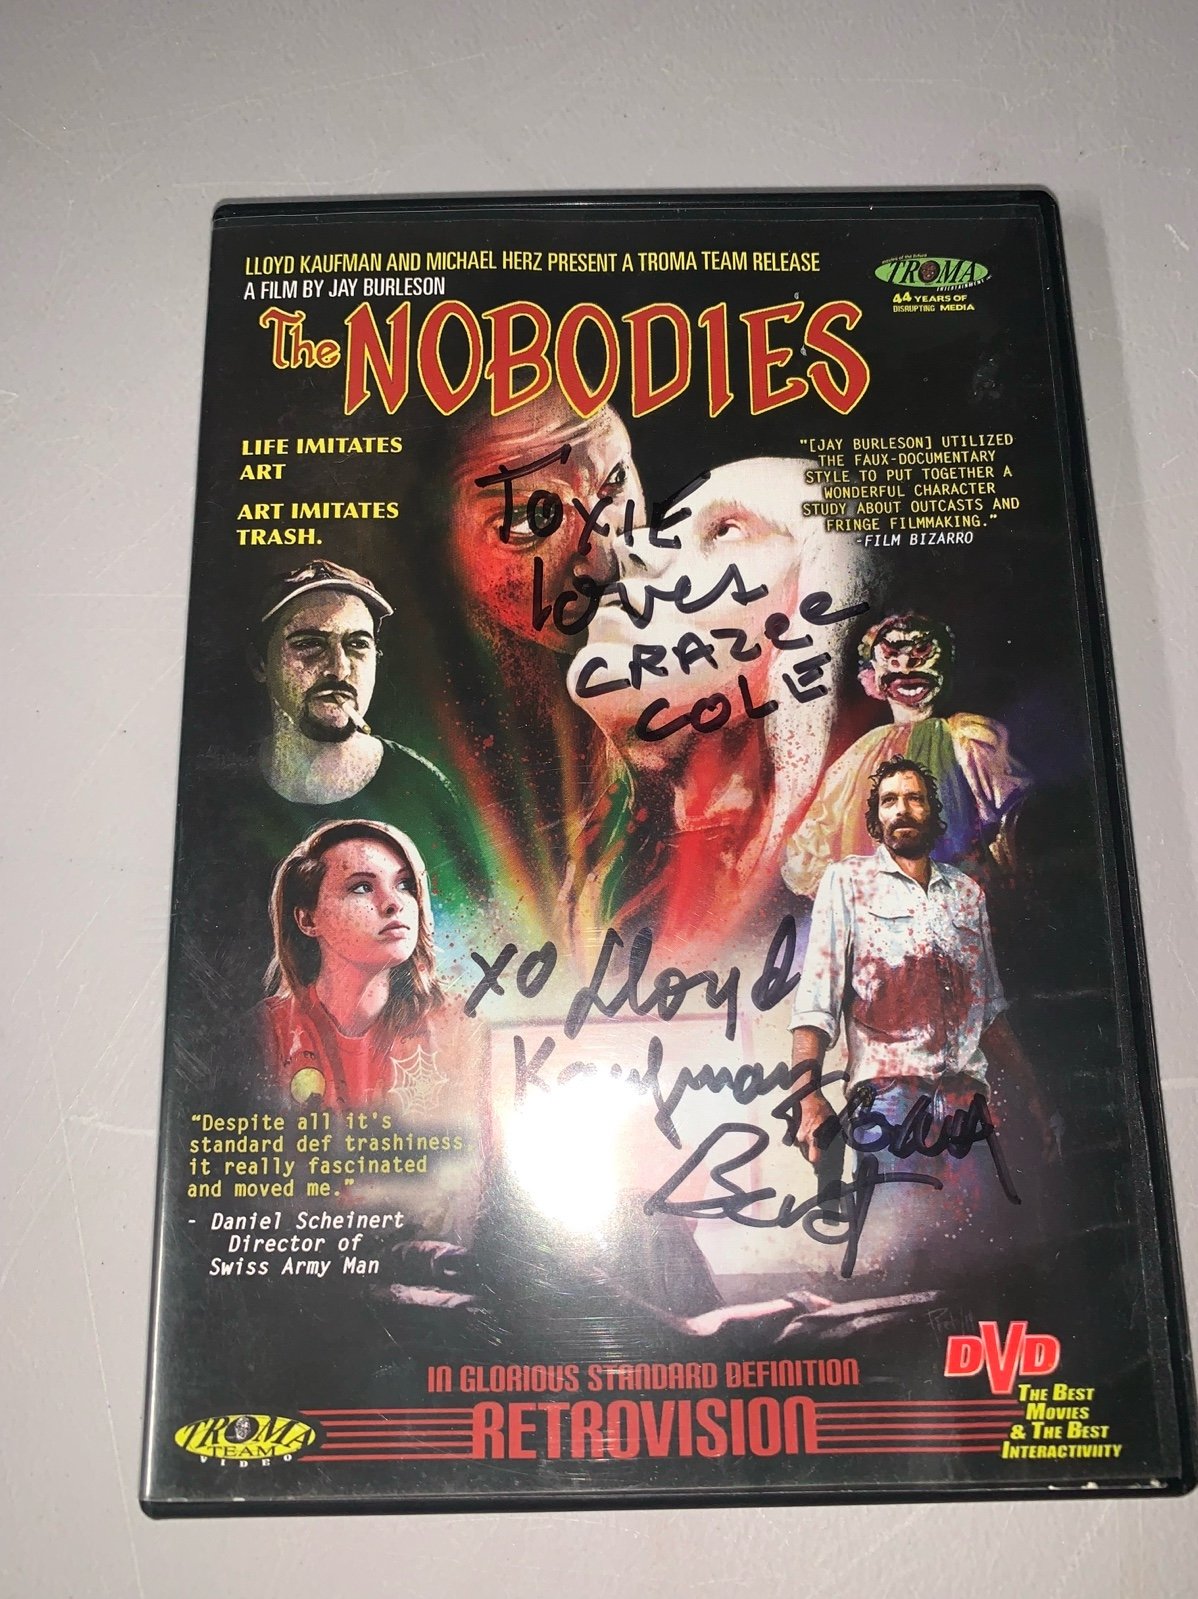 LLOYD KAUFMAN AND MICHAEL HERZ PRESENT A TROMA TEAM RELEASE
A FILM BY JAY BURLESON
TROMA
ENTERTAINMENT
44 YEARS OF
DISRUPTING MEDIA
The NOBODIES
LIFE IMITATES
ART
ART IMITATES
TRASH.
"[JAY BURLESON] UTILIZED
THE FAUX-DOCUMENTARY
STYLE TO PUT TOGETHER A
WONDERFUL CHARACTER
STUDY ABOUT OUTCASTS AND
FRINGE FILMMAKING."
-FILM BIZARRO
TOXIE
loves
CRAZEE
COLE
XO Lloyd
Kaufman
"Despite all it's
standard def trashiness
it really fascinated
and moved me."
- Daniel Scheinert
Director of
Swiss Army Man
IN GLORIOUS STANDARD DEFINITION
RETROVISION
TROMA
TEAM
VIDEO
DVD
THE BEST
MOVIES
& THE BEST
INTERACTIVIITY